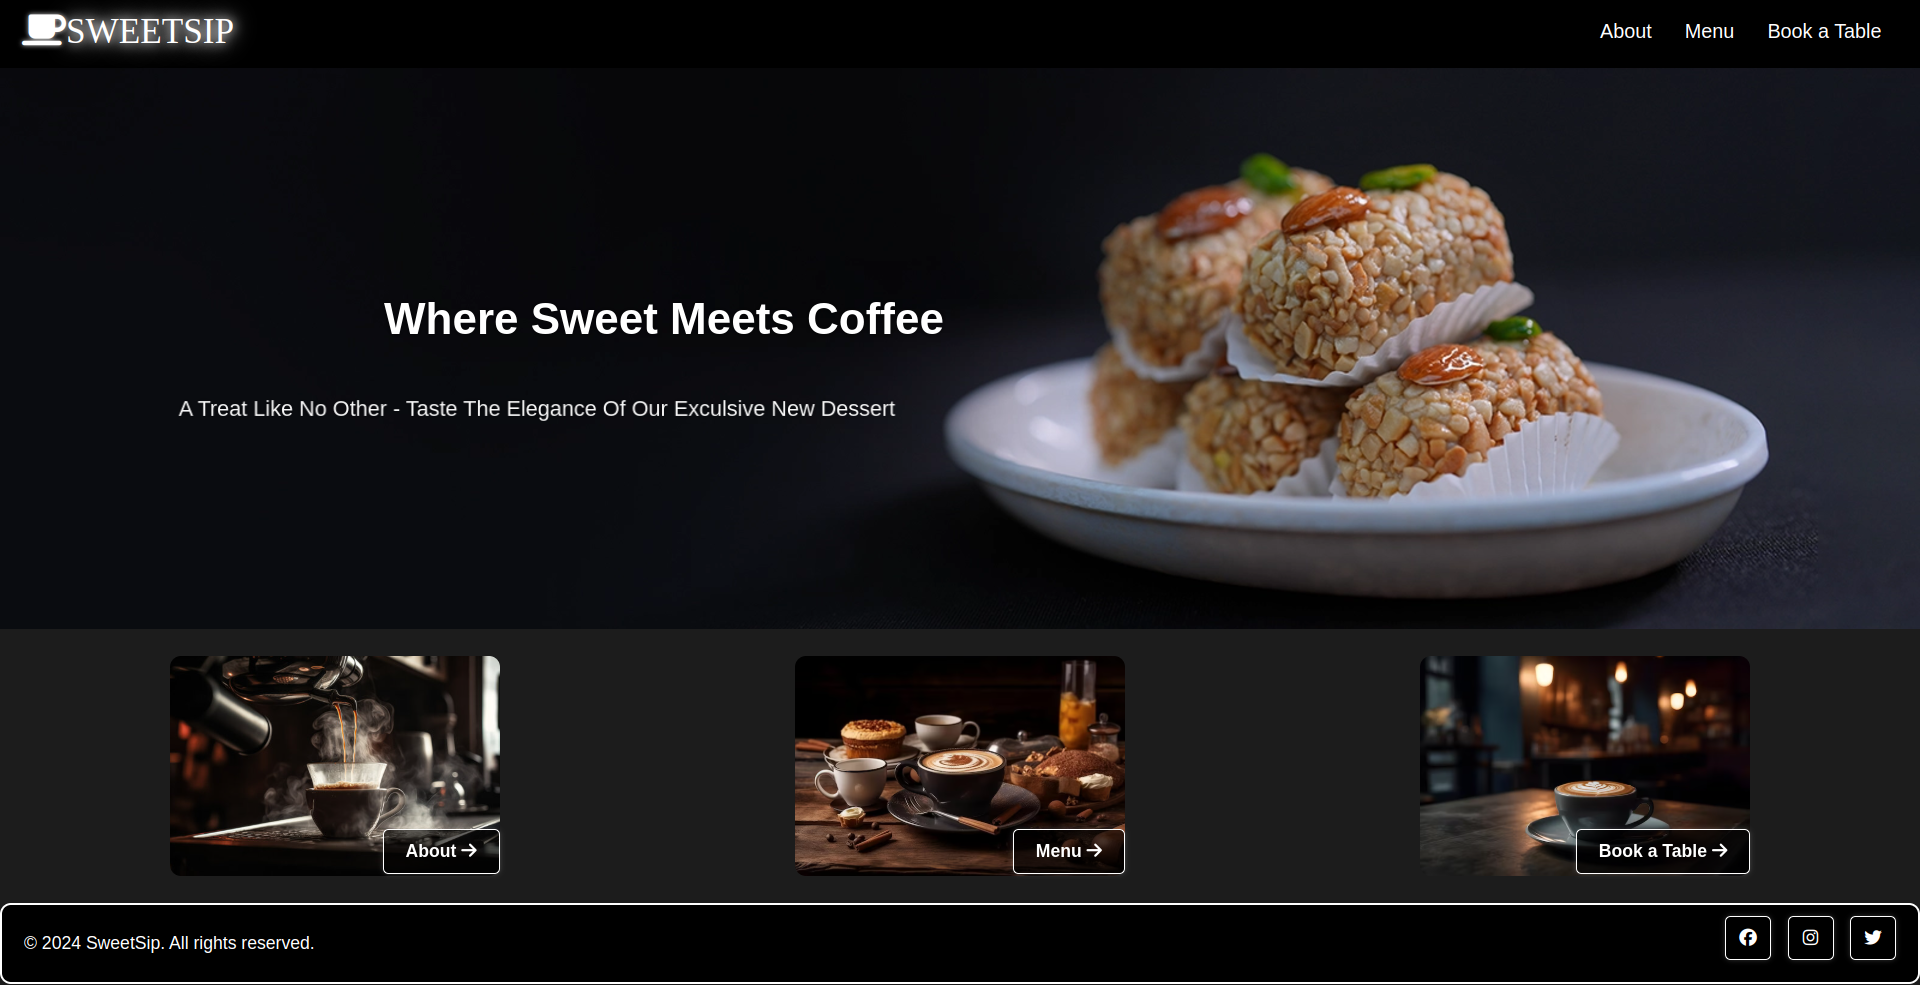 SWEETSIP
About
Menu
Book a Table
Where Sweet Meets Coffee
A Treat Like No Other - Taste The Elegance Of Our Exculsive New Dessert
About →
Menu →
Book a Table →
© 2024 SweetSip. All rights reserved.